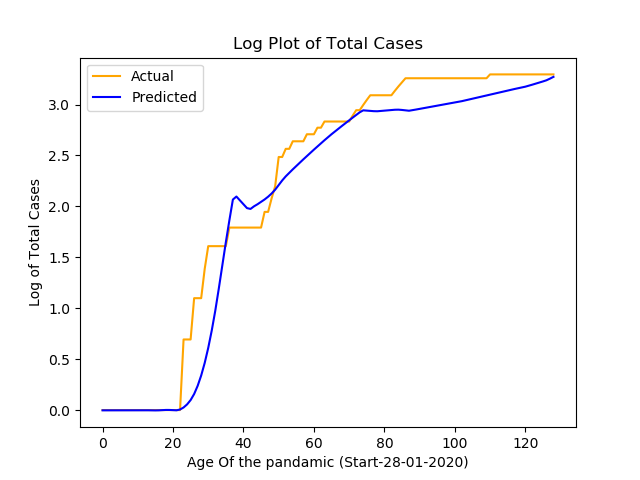 Log Plot of Total Cases
Actual
Predicted
Log of Total Cases
3.0
2.5
2.0
1.5
1.0
0.5
0.0
0 20 40 60 80 100 120
Age Of the pandamic (Start-28-01-2020)